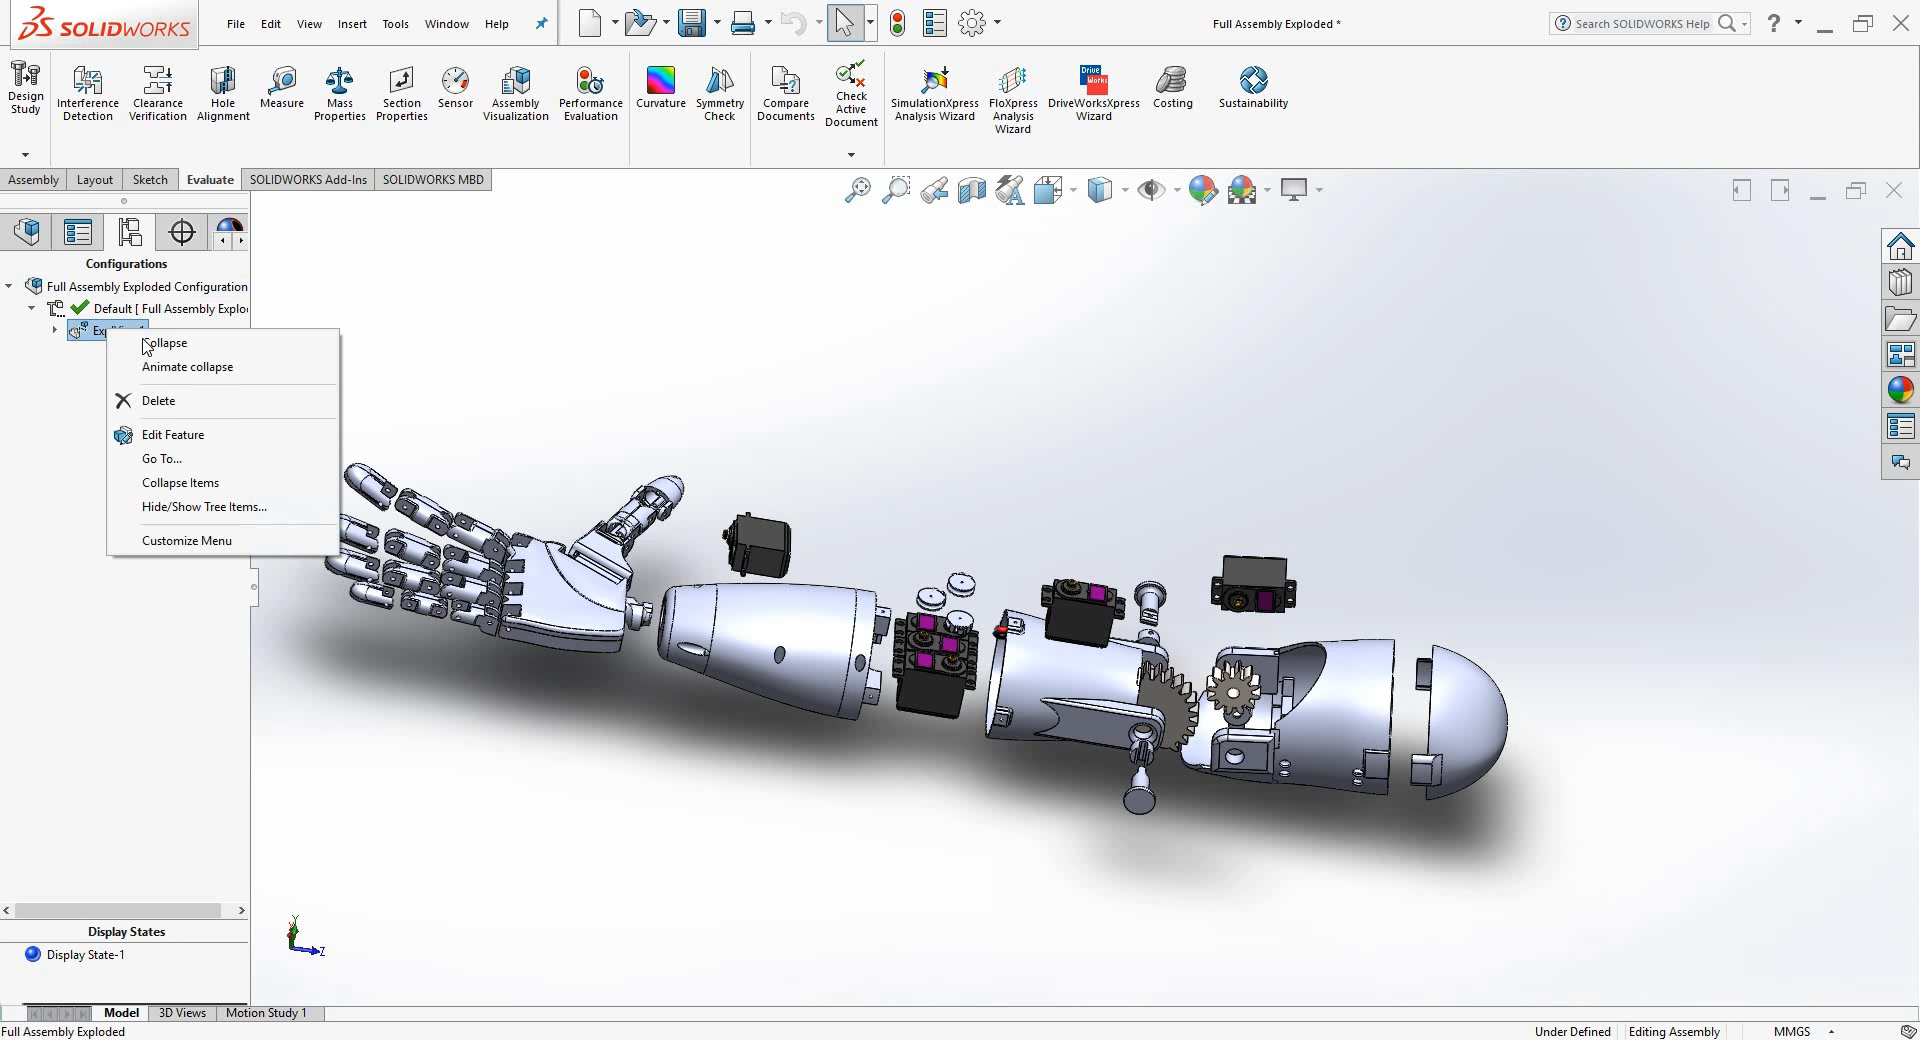 SOLIDWORKS
File Edit View Insert Tools Window Help
Full Assembly Exploded *
Search SOLIDWORKS Help
Design Study
Interference Detection
Clearance Verification
Hole Alignment
Measure
Mass Properties
Section Properties
Sensor
Assembly Visualization
Performance Evaluation
Curvature
Symmetry Check
Compare Documents
Check Active Document
SimulationXpress Analysis Wizard
FloXpress Analysis Wizard
Drive Works
DriveWorksXpress Wizard
Costing
Sustainability
Assembly Layout Sketch Evaluate SOLIDWORKS Add-Ins SOLIDWORKS MBD
Configurations
Full Assembly Exploded Configuration
Default [ Full Assembly Explo
Collapse
Animate collapse
Delete
Edit Feature
Go To...
Collapse Items
Hide/Show Tree Items...
Customize Menu
Display States
Display State-1
Y
Z
Model 3D Views Motion Study 1
Full Assembly Exploded
Under Defined Editing Assembly MMGS